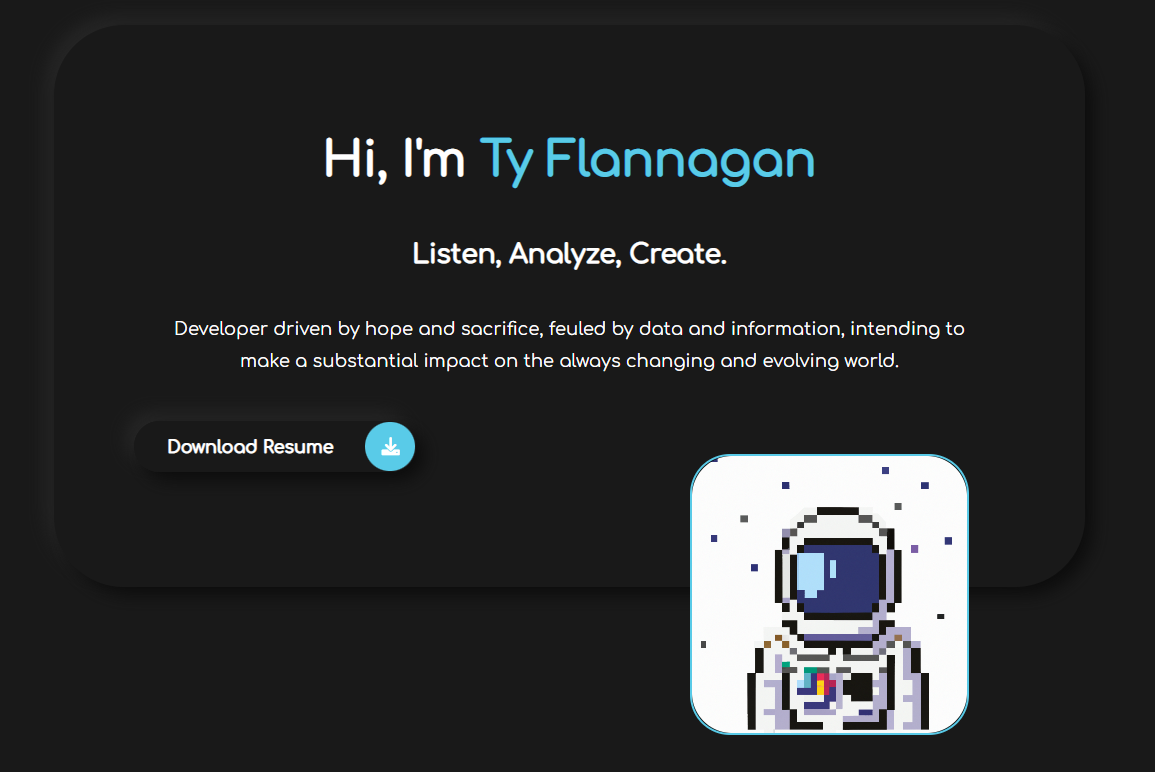 Hi, I'm Ty Flannagan
Listen, Analyze, Create.
Developer driven by hope and sacrifice, feuled by data and information, intending to
make a substantial impact on the always changing and evolving world.
Download Resume